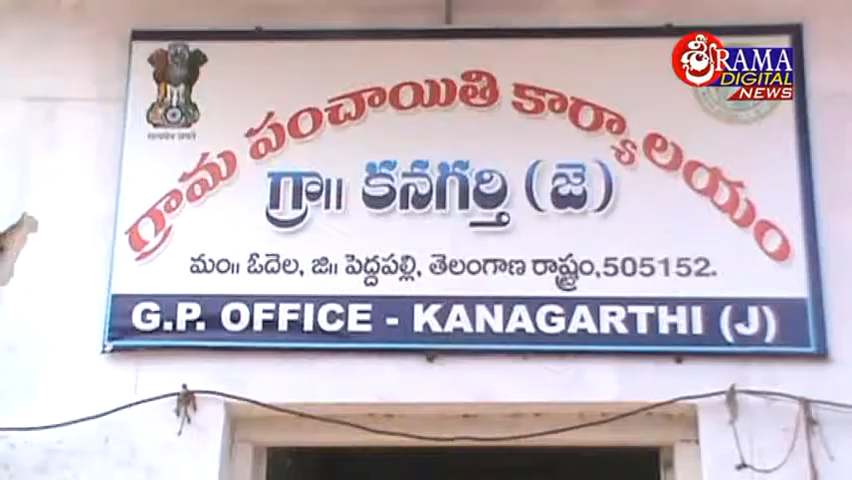 శ్రీRAMA
DIGITAL
NEWS
గ్రామ పంచాయితి కార్యాలయం
గ్రా॥ కనగర్తి (జె)
మం॥ ఓదెల, జి॥ పెద్దపల్లి, తెలంగాణ రాష్ట్రం,505152.
G.P. OFFICE - KANAGARTHI (J)